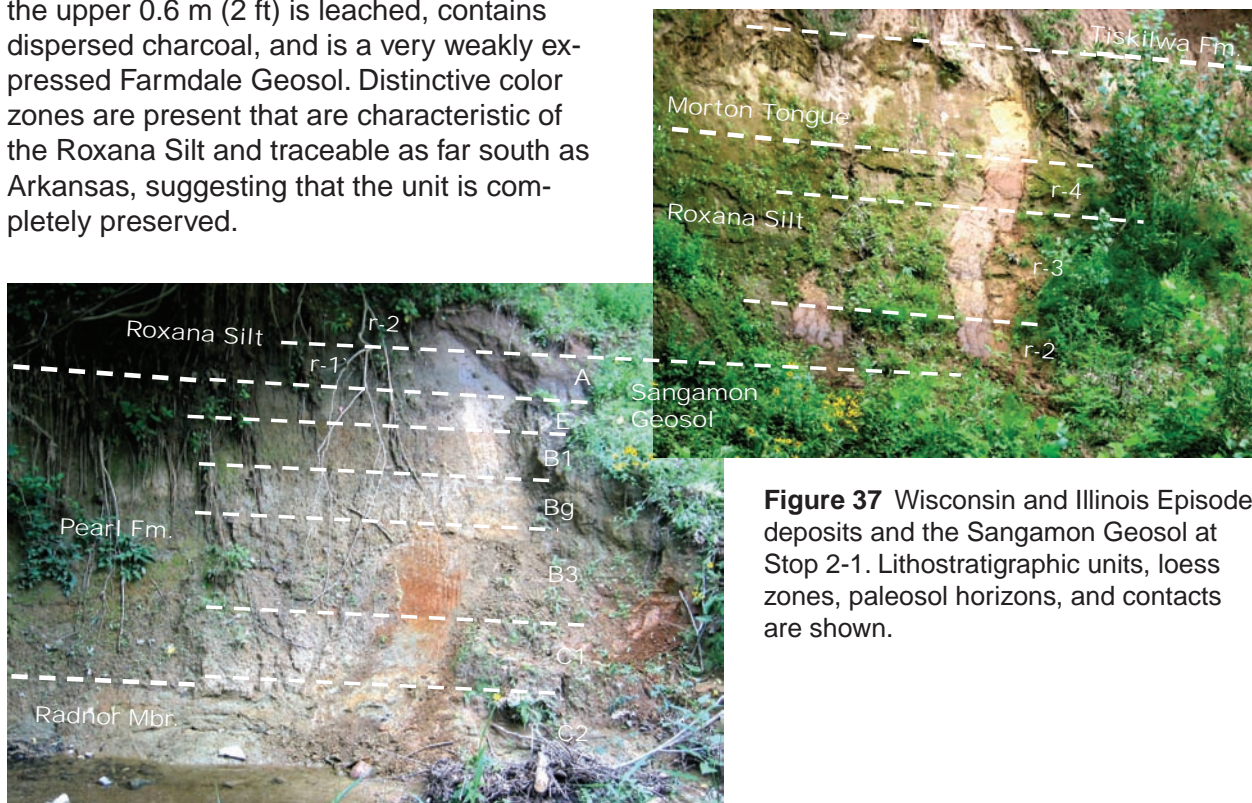 the upper 0.6 m (2 ft) is leached, contains
dispersed charcoal, and is a very weakly ex-
pressed Farmdale Geosol. Distinctive color
zones are present that are characteristic of
the Roxana Silt and traceable as far south as
Arkansas, suggesting that the unit is com-
pletely preserved.
Tiskilwa Fm.
Morton Tongue
r-4
Roxana Silt
r-3
r-2
Roxana Silt
r-2
r-1
A
Sangamon
Geosol
E
B1
Bg
Pearl Fm.
B3
C1
Radnor Mbr.
C2
Figure 37 Wisconsin and Illinois Episode
deposits and the Sangamon Geosol at
Stop 2-1. Lithostratigraphic units, loess
zones, paleosol horizons, and contacts
are shown.